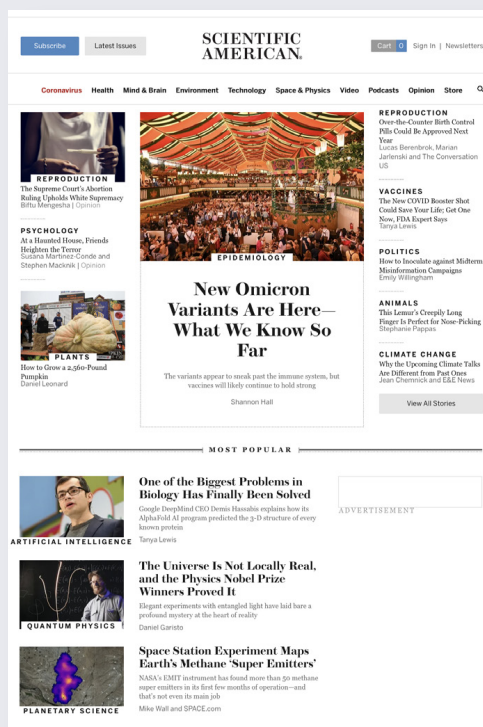 Subscribe
Latest Issues
SCIENTIFIC
AMERICAN®
Cart 0
Sign In | Newsletters
Coronavirus Health Mind & Brain Environment Technology Space & Physics Video Podcasts Opinion Store
REPRODUCTION
The Supreme Court's Abortion
Ruling Upholds White Supremacy
Biftu Mengesha | Opinion
PSYCHOLOGY
At a Haunted House, Friends
Heighten the Terror
Susana Martinez-Conde and
Stephen Macknik | Opinion
PLANTS
How to Grow a 2,560-Pound
Pumpkin
Daniel Leonard
EPIDEMIOLOGY
New Omicron
Variants Are Here—
What We Know So
Far
The variants appear to sneak past the immune system, but
vaccines will likely continue to hold strong
Shannon Hall
REPRODUCTION
Over-the-Counter Birth Control
Pills Could Be Approved Next
Year
Lucas Berenbrok, Marian
Jarlenski and The Conversation
US
VACCINES
The New COVID Booster Shot
Could Save Your Life; Get One
Now, FDA Expert Says
Tanya Lewis
POLITICS
How to Inoculate against Midterm
Misinformation Campaigns
Emily Willingham
ANIMALS
This Lemur's Creepily Long
Finger Is Perfect for Nose-Picking
Stephanie Pappas
CLIMATE CHANGE
Why the Upcoming Climate Talks
Are Different from Past Ones
Jean Chemnick and E&E News
View All Stories
MOST POPULAR
ARTIFICIAL INTELLIGENCE
One of the Biggest Problems in
Biology Has Finally Been Solved
Google DeepMind CEO Demis Hassabis explains how its
AlphaFold AI program predicted the 3-D structure of every
known protein
Tanya Lewis
ADVERTISEMENT
QUANTUM PHYSICS
The Universe Is Not Locally Real,
and the Physics Nobel Prize
Winners Proved It
Elegant experiments with entangled light have laid bare a
profound mystery at the heart of reality
Daniel Garisto
PLANETARY SCIENCE
Space Station Experiment Maps
Earth's Methane ‘Super Emitters’
NASA's EMIT instrument has found more than 50 methane
super emitters in its first few months of operation—and
that's not even its main job
Mike Wall and SPACE.com